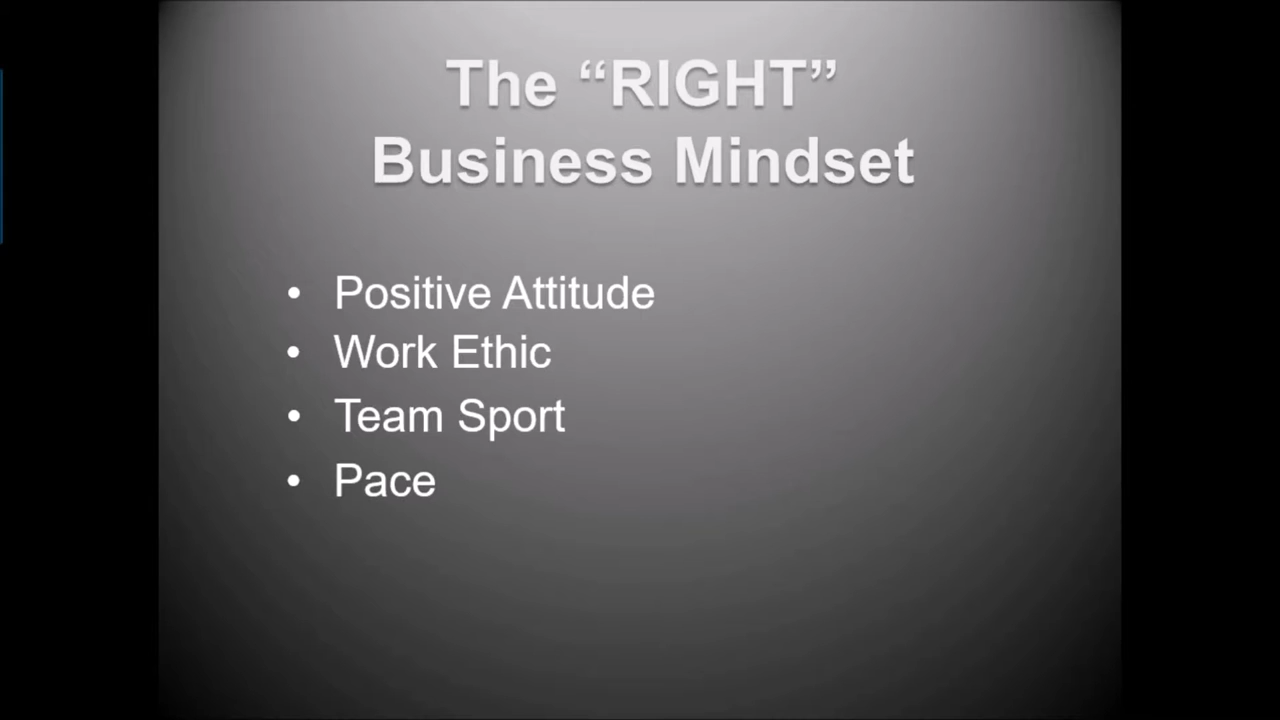 The “RIGHT”
Business Mindset
• Positive Attitude
• Work Ethic
• Team Sport
• Pace